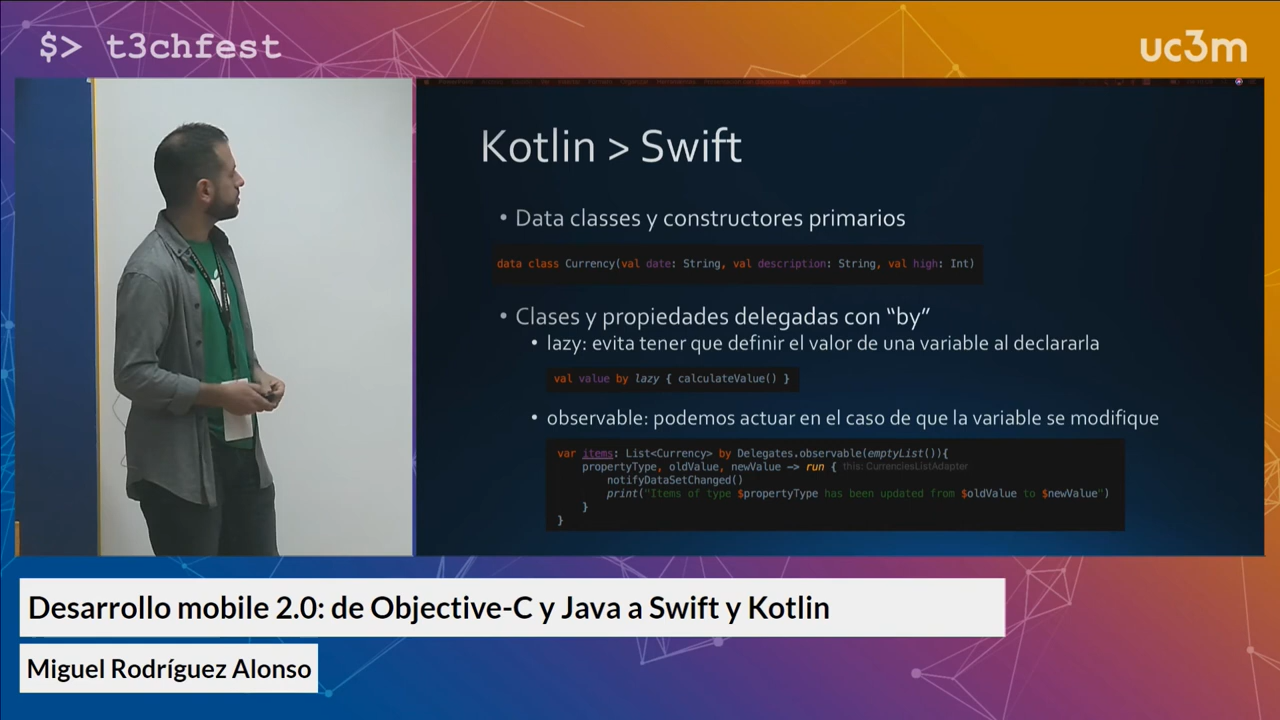 $> t3chfest
uc3m
Kotlin > Swift
• Data classes y constructores primarios
data class Currency(val date: String, val description: String, val high: Int)
• Clases y propiedades delegadas con “by”
• lazy: evita tener que definir el valor de una variable al declararla
val value by lazy { calculateValue() }
• observable: podemos actuar en el caso de que la variable se modifique
var items: List<Currency> by Delegates.observable(emptyList()){
propertyType, oldValue, newValue —> run { this: CurrenciesListAdapter
notifyDataSetChanged()
print("Items of type $propertyType has been updated from $oldValue to $newValue")
}
}
Desarrollo mobile 2.0: de Objective-C y Java a Swift y Kotlin
Miguel Rodríguez Alonso